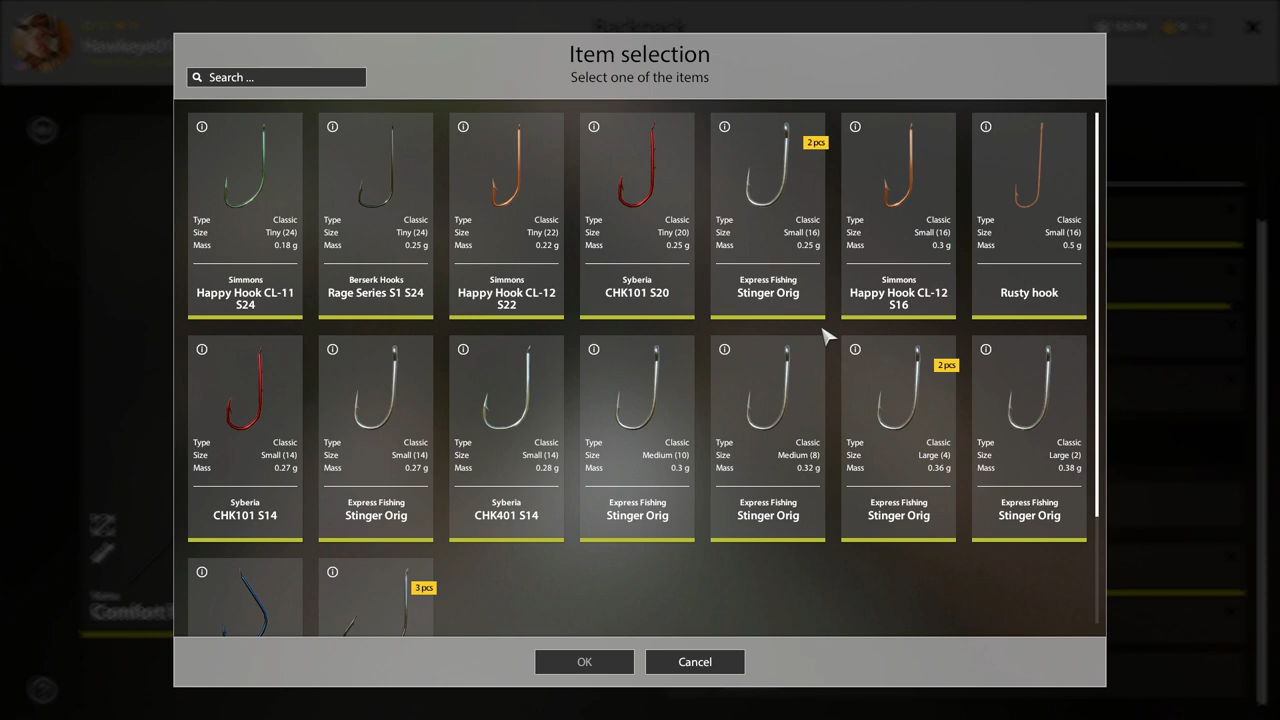 Backpack
Item selection
Select one of the items
Search ...
2 pcs
Type Classic
Size Tiny (24)
Mass 0.18 g
Simmons
Happy Hook CL-11
S24
Type Classic
Size Tiny (24)
Mass 0.25 g
Berserk Hooks
Rage Series S1 S24
Type Classic
Size Tiny (22)
Mass 0.22 g
Simmons
Happy Hook CL-12
S22
Type Classic
Size Tiny (20)
Mass 0.25 g
Syberia
CHK101 S20
Type Classic
Size Small (16)
Mass 0.25 g
Express Fishing
Stinger Orig
Type Classic
Size Small (16)
Mass 0.3 g
Simmons
Happy Hook CL-12
S16
Type Classic
Size Small (16)
Mass 0.5 g
Rusty hook
Type Classic
Size Small (14)
Mass 0.27 g
Syberia
CHK101 S14
Type Classic
Size Small (14)
Mass 0.27 g
Express Fishing
Stinger Orig
Type Classic
Size Small (14)
Mass 0.28 g
Syberia
CHK401 S14
Type Classic
Size Medium (10)
Mass 0.3 g
Express Fishing
Stinger Orig
Type Classic
Size Medium (8)
Mass 0.32 g
Express Fishing
Stinger Orig
2 pcs
Type Classic
Size Large (4)
Mass 0.36 g
Express Fishing
Stinger Orig
Type Classic
Size Large (2)
Mass 0.38 g
Express Fishing
Stinger Orig
3 pcs
Comfort
OK
Cancel